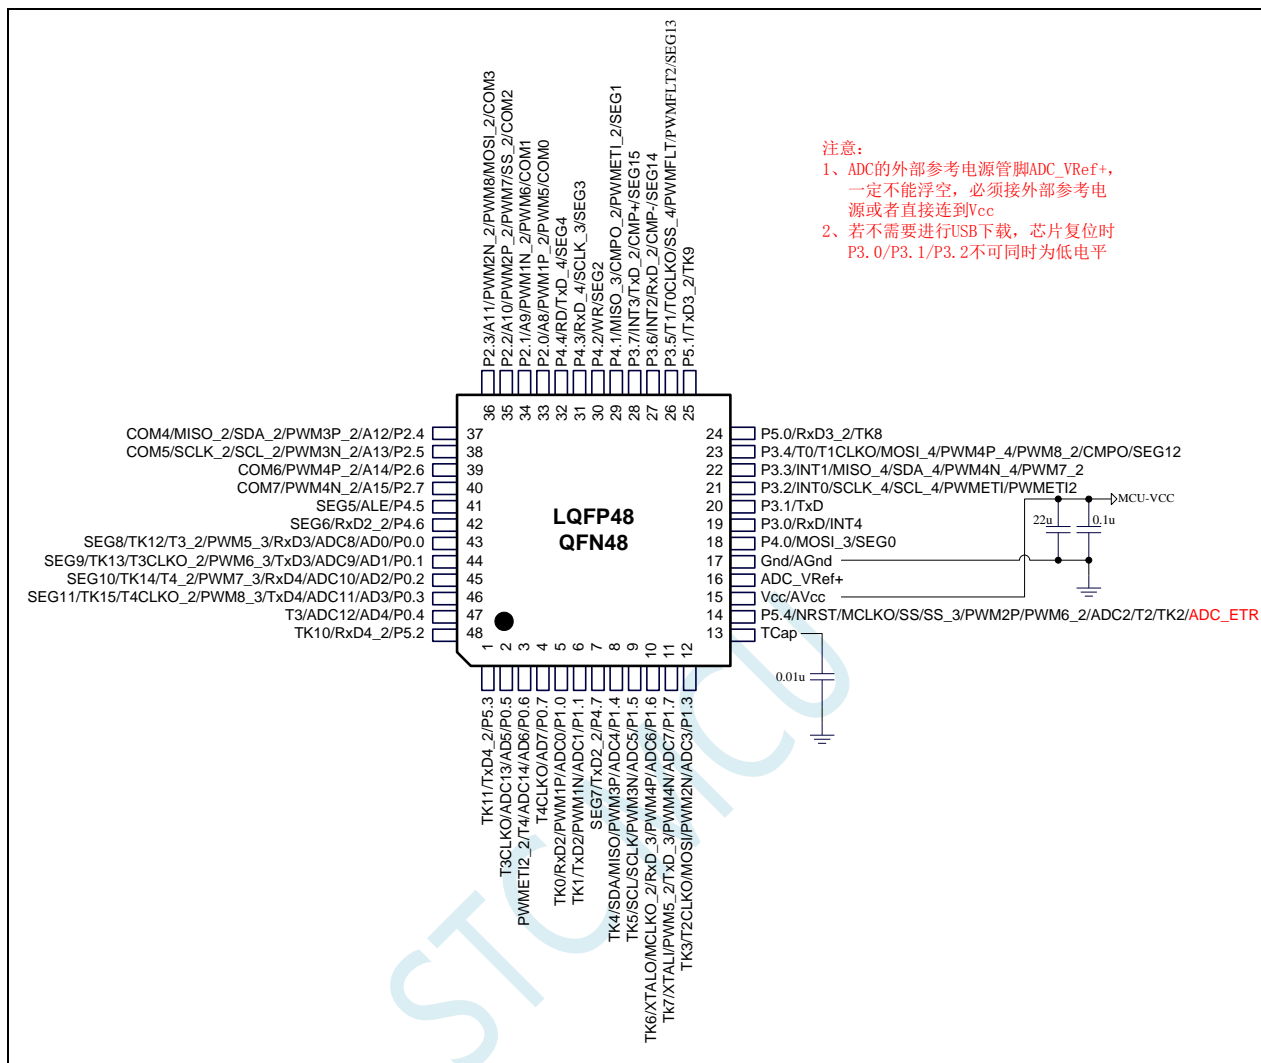 P2.3/A11/PWM2N_2/PWM8/MOSI_2/COM3
P2.2/A10/PWM2P_2/PWM7/SS_2/COM2
P2.1/A9/PWM1N_2/PWM6/COM1
P2.0/A8/PWM1P_2/PWM5/COM0
P4.4/RD/TxD_4/SEG4
P4.3/RxD_4/SCLK_3/SEG3
P4.2/WR/SEG2
P4.1/MISO_3/CMPO_2/PWMETI_2/SEG1
P3.7/INT3/TxD_2/CMP+/SEG15
P3.6/INT2/RxD_2/CMP-/SEG14
P3.5/T1/T0CLKO/SS_4/PWMFLT/PWMFLT2/SEG13
P5.1/TxD3_2/TK9
注意:
1、ADC的外部参考电源管脚ADC_VRef+,
一定不能浮空, 必须接外部参考电
源或者直接连到Vcc
2、若不需要进行USB下载, 芯片复位时
P3.0/P3.1/P3.2不可同时为低电平
36 35 34 33 32 31 30 29 28 27 26 25
COM4/MISO_2/SDA_2/PWM3P_2/A12/P2.4 37
COM5/SCLK_2/SCL_2/PWM3N_2/A13/P2.5 38
COM6/PWM4P_2/A14/P2.6 39
COM7/PWM4N_2/A15/P2.7 40
SEG5/ALE/P4.5 41
SEG6/RxD2_2/P4.6 42
SEG8/TK12/T3_2/PWM5_3/RxD3/ADC8/AD0/P0.0 43
SEG9/TK13/T3CLKO_2/PWM6_3/TxD3/ADC9/AD1/P0.1 44
SEG10/TK14/T4_2/PWM7_3/RxD4/ADC10/AD2/P0.2 45
SEG11/TK15/T4CLKO_2/PWM8_3/TxD4/ADC11/AD3/P0.3 46
T3/ADC12/AD4/P0.4 47
TK10/RxD4_2/P5.2 48
LQFP48
QFN48
24 P5.0/RxD3_2/TK8
23 P3.4/T0/T1CLKO/MOSI_4/PWM4P_4/PWM8_2/CMPO/SEG12
22 P3.3/INT1/MISO_4/SDA_4/PWM4N_4/PWM7_2
21 P3.2/INT0/SCLK_4/SCL_4/PWMETI/PWMETI2
20 P3.1/TxD
19 P3.0/RxD/INT4
18 P4.0/MOSI_3/SEG0
17 Gnd/AGnd
16 ADC_VRef+
15 Vcc/AVcc
14 P5.4/NRST/MCLKO/SS/SS_3/PWM2P/PWM6_2/ADC2/T2/TK2/ADC_ETR
13 TCap
MCU-VCC
22u
0.1u
0.01u
1 2 3 4 5 6 7 8 9 10 11 12
TK11/TxD4_2/P5.3
T3CLKO/ADC13/AD5/P0.5
PWMETI2_2/T4/ADC14/AD6/P0.6
T4CLKO/AD7/P0.7
TK0/RxD2/PWM1P/ADC0/P1.0
TK1/TxD2/PWM1N/ADC1/P1.1
SEG7/TxD2_2/P4.7
TK4/SDA/MISO/PWM3P/ADC4/P1.4
TK5/SCL/SCLK/PWM3N/ADC5/P1.5
TK6/XTALO/MCLKO_2/RxD_3/PWM4P/ADC6/P1.6
Tk7/XTALI/PWM5_2/TxD_3/PWM4N/ADC7/P1.7
TK3/T2CLKO/MOSI/PWM2N/ADC3/P1.3
STCMCU